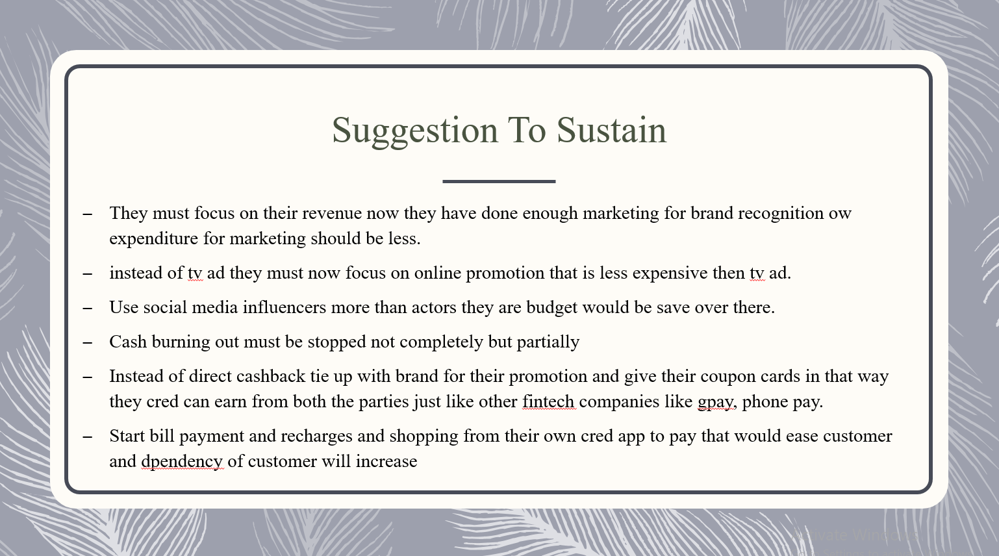 Suggestion To Sustain
– They must focus on their revenue now they have done enough marketing for brand recognition ow
expenditure for marketing should be less.
– instead of tv ad they must now focus on online promotion that is less expensive then tv ad.
– Use social media influencers more than actors they are budget would be save over there.
– Cash burning out must be stopped not completely but partially
– Instead of direct cashback tie up with brand for their promotion and give their coupon cards in that way
they cred can earn from both the parties just like other fintech companies like gpay, phone pay.
– Start bill payment and recharges and shopping from their own cred app to pay that would ease customer
and dpendency of customer will increase
Activate Windows